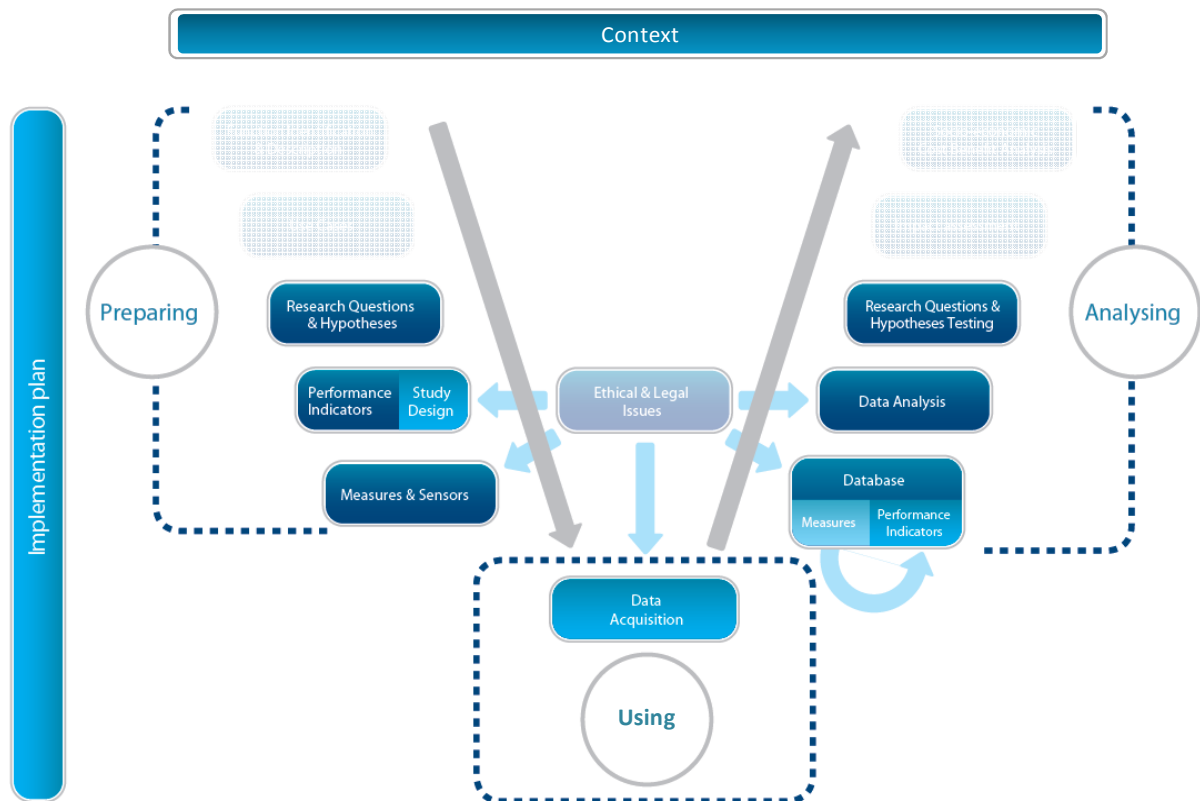 Context
Implementation plan
Preparing
Research Questions
& Hypotheses
Performance
Indicators
Study
Design
Measures & Sensors
Ethical & Legal
Issues
Data
Acquisition
Using
Research Questions &
Hypotheses Testing
Data Analysis
Database
Measures
Performance
Indicators
Analysing